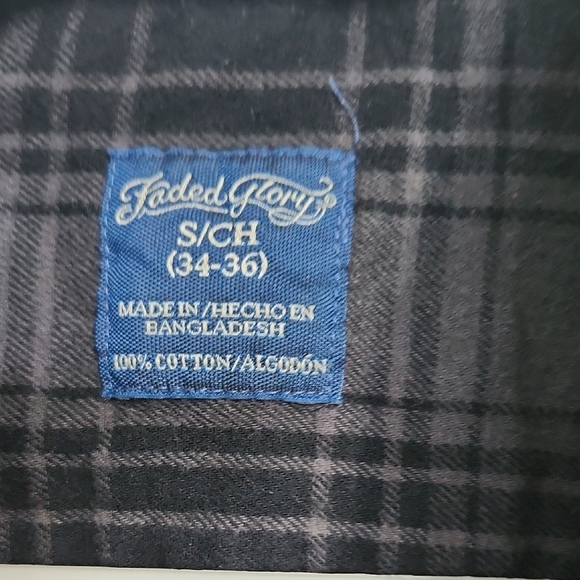 Faded Glory
S/CH
(34-36)
MADE IN/HECHO EN
BANGLADESH
100% COTTON/ALGODÓN